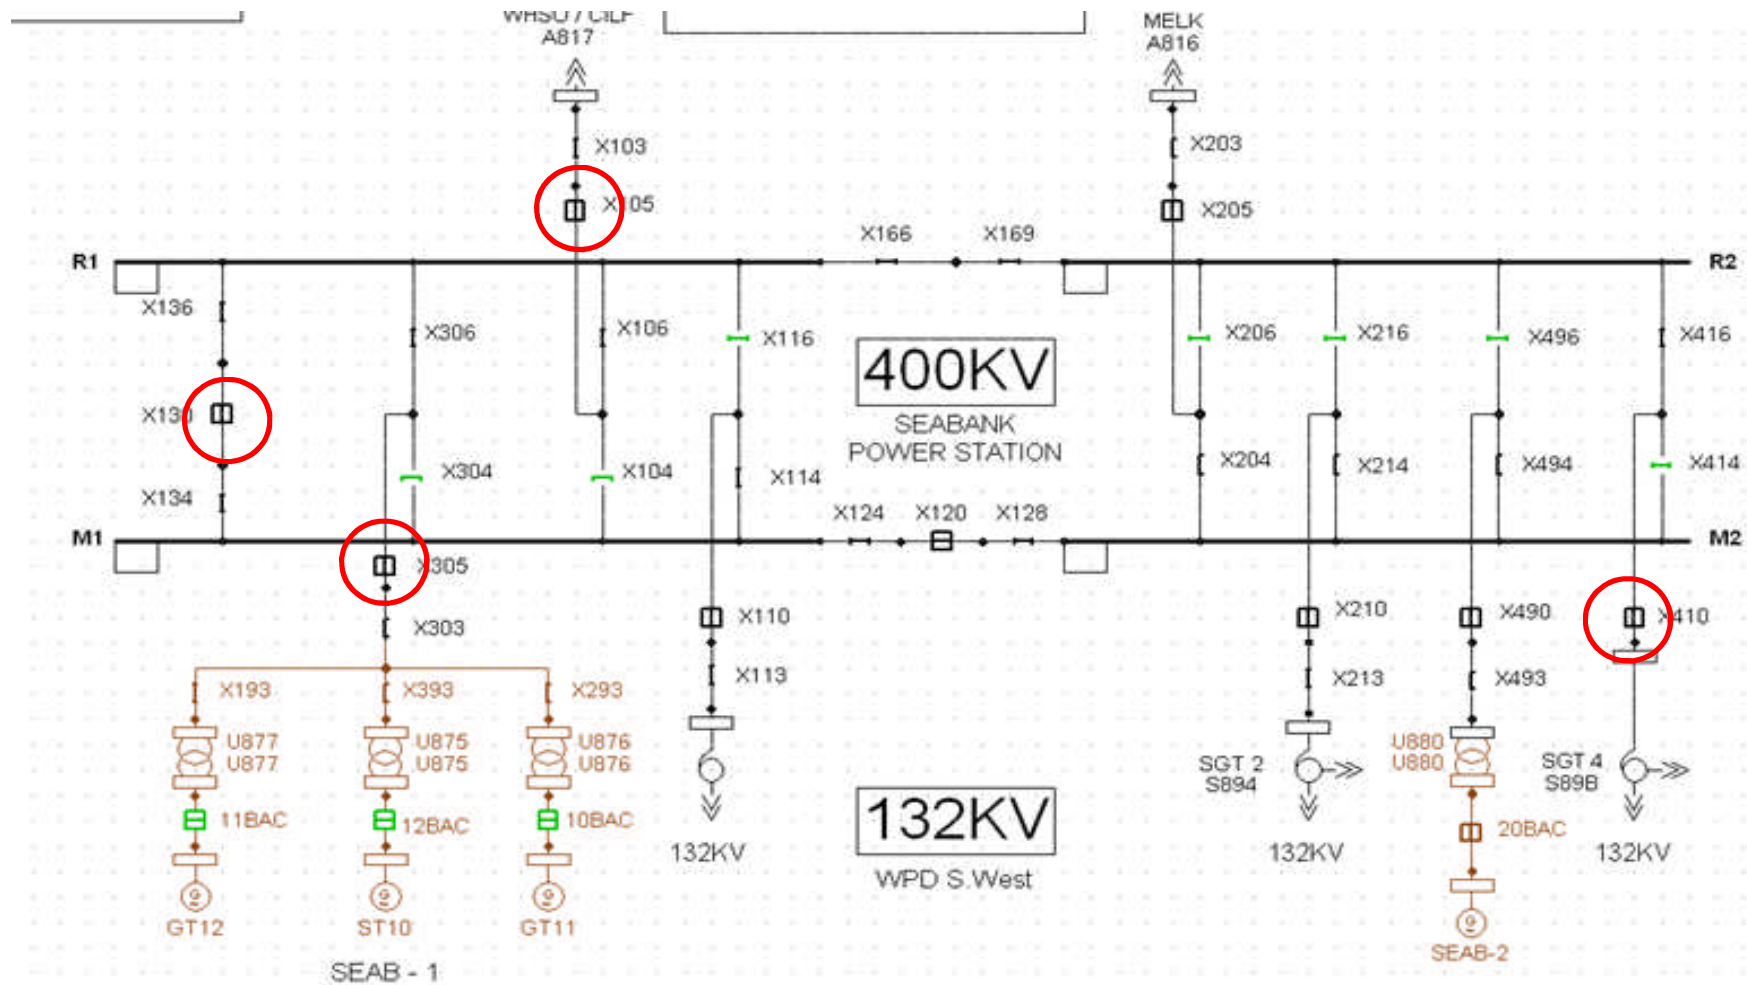 A817
MELK
A816
X103
X203
X105
X205
X166
X169
R1
R2
X136
X306
X106
X116
X206
X216
X496
X416
400KV
SEABANK
POWER STATION
X130
X304
X104
X114
X204
X214
X494
X414
X134
X124
X120
X128
M1
M2
X305
X303
X110
X210
X490
X410
X193
X393
X293
X113
X213
X493
U877
U877
U875
U875
U876
U876
SGT 2
S894
U880
U880
SGT 4
S89B
11BAC
12BAC
10BAC
132KV
132KV
WPD S.West
132KV
20BAC
132KV
GT12
ST10
GT11
SEAB-2
SEAB - 1